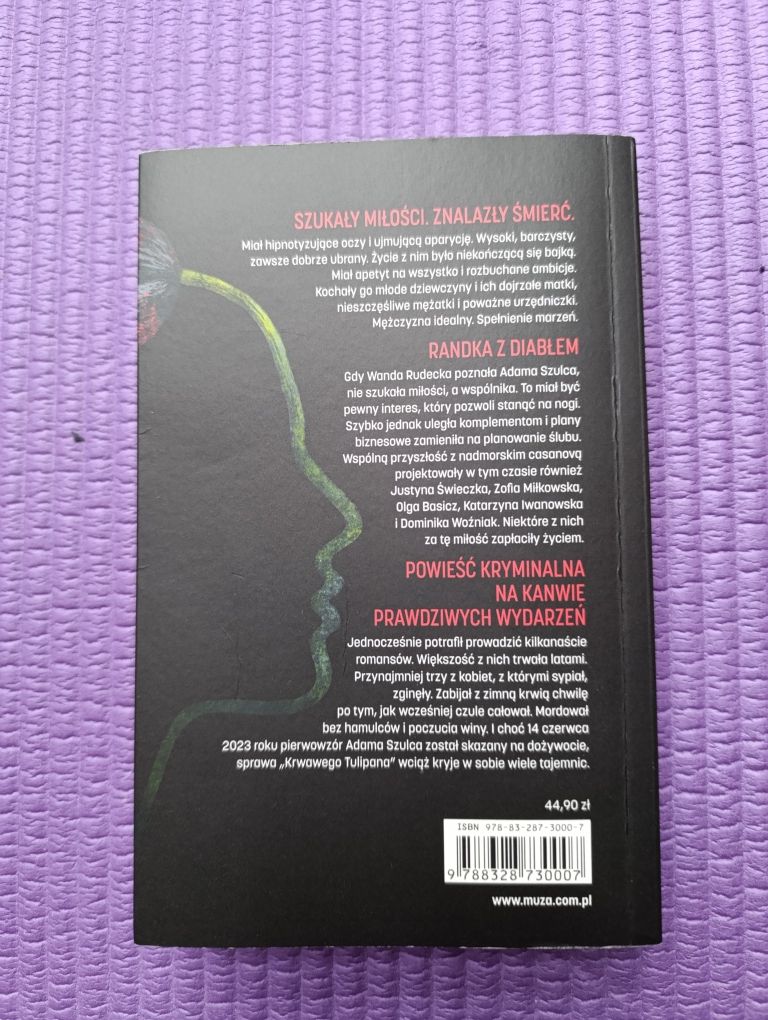 SZUKAŁY MIŁOŚCI. ZNALAZŁY ŚMIERĆ.
Miał hipnotyzujące oczy i ujmującą aparycję. Wysoki, barczysty,
zawsze dobrze ubrany. Życie z nim było niekończącą się bajką.
Miał apetyt na wszystko i rozbuchane ambicje.
Kochały go młode dziewczyny i ich dojrzałe matki,
nieszczęśliwe mężatki i poważne urzędniczki.
Mężczyzna idealny. Spełnienie marzeń.
RANDKA Z DIABŁEM
Gdy Wanda Rudecka poznała Adama Szulca,
nie szukała miłości, a wspólnika. To miał być
pewny interes, który pozwoli stanąć na nogi.
Szybko jednak uległa komplementom i plany
biznesowe zamieniła na planowanie ślubu.
Wspólną przyszłość z nadmorskim casanovą
projektowały w tym czasie również
Justyna Świeczka, Zofia Miłkowska,
Olga Basicz, Katarzyna Iwanowska
i Dominika Woźniak. Niektóre z nich
za tę miłość zapłaciły życiem.
POWIEŚĆ KRYMINALNA
NA KANWIE
PRAWDZIWYCH WYDARZEŃ
Jednocześnie potrafił prowadzić kilkanaście
romansów. Większość z nich trwała latami.
Przynajmniej trzy z kobiet, z którymi sypiał,
zginęły. Zabijał z zimną krwią chwilę
po tym, jak wcześniej czule całował. Mordował
bez hamulców i poczucia winy. I choć 14 czerwca
2023 roku pierwowzór Adama Szulca został skazany na dożywocie,
sprawa „Krwawego Tulipana” wciąż kryje w sobie wiele tajemnic.
44,90 zł
ISBN 978-83-287-3000-7
9 788328 730007
www.muza.com.pl